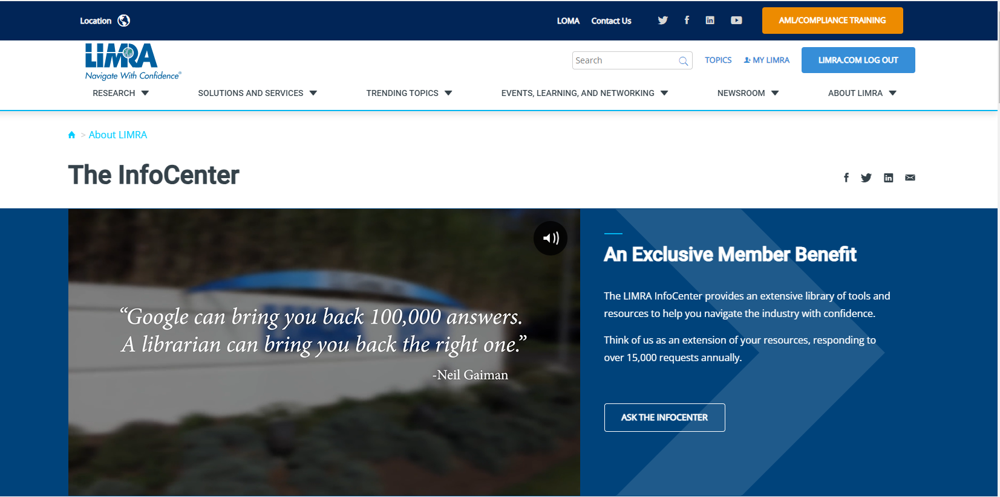 Location
LOMA Contact Us
AML/COMPLIANCE TRAINING
LIMRA
Navigate With Confidence®
Search
TOPICS
MY LIMRA
LIMRA.COM LOG OUT
RESEARCH
SOLUTIONS AND SERVICES
TRENDING TOPICS
EVENTS, LEARNING, AND NETWORKING
NEWSROOM
ABOUT LIMRA
> About LIMRA
The InfoCenter
“Google can bring you back 100,000 answers.
A librarian can bring you back the right one.”
-Neil Gaiman
An Exclusive Member Benefit
The LIMRA InfoCenter provides an extensive library of tools and
resources to help you navigate the industry with confidence.
Think of us as an extension of your resources, responding to
over 15,000 requests annually.
ASK THE INFOCENTER